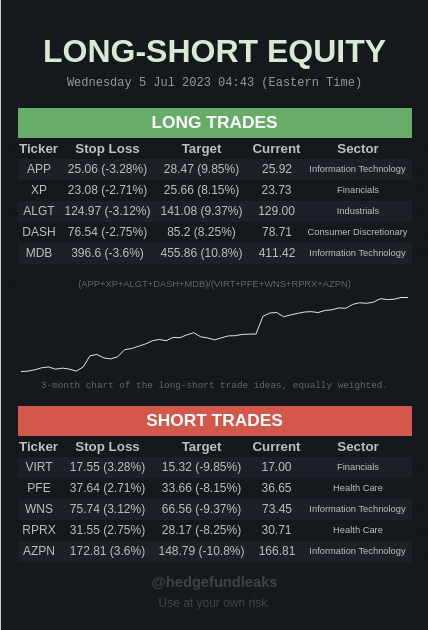 LONG-SHORT EQUITY
Wednesday 5 Jul 2023 04:43 (Eastern Time)
LONG TRADES
Ticker Stop Loss Target Current Sector
APP 25.06 (-3.28%) 28.47 (9.85%) 25.92 Information Technology
XP 23.08 (-2.71%) 25.66 (8.15%) 23.73 Financials
ALGT 124.97 (-3.12%) 141.08 (9.37%) 129.00 Industrials
DASH 76.54 (-2.75%) 85.2 (8.25%) 78.71 Consumer Discretionary
MDB 396.6 (-3.6%) 455.86 (10.8%) 411.42 Information Technology
(APP+XP+ALGT+DASH+MDB)/(VIRT+PFE+WNS+RPRX+AZPN)
3-month chart of the long-short trade ideas, equally weighted.
SHORT TRADES
Ticker Stop Loss Target Current Sector
VIRT 17.55 (3.28%) 15.32 (-9.85%) 17.00 Financials
PFE 37.64 (2.71%) 33.66 (-8.15%) 36.65 Health Care
WNS 75.74 (3.12%) 66.56 (-9.37%) 73.45 Information Technology
RPRX 31.55 (2.75%) 28.17 (-8.25%) 30.71 Health Care
AZPN 172.81 (3.6%) 148.79 (-10.8%) 166.81 Information Technology
@hedgefundleaks
Use at your own risk.